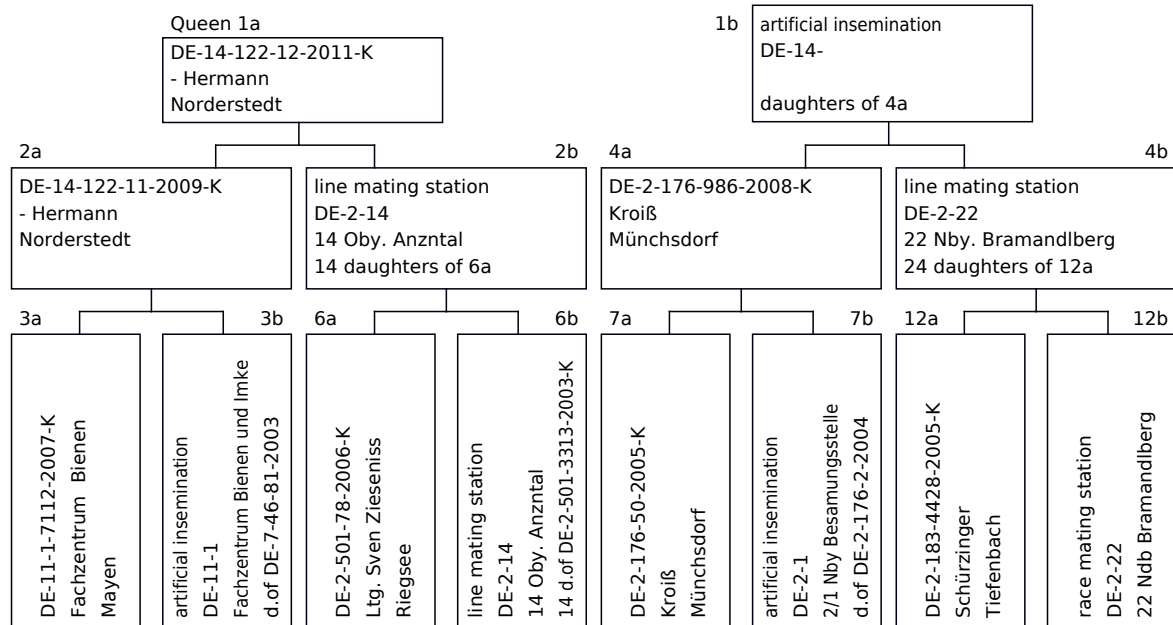 Queen 1a
DE-14-122-12-2011-K
- Hermann
Norderstedt
1b
artificial insemination
DE-14-
daughters of 4a
2a
DE-14-122-11-2009-K
- Hermann
Norderstedt
2b
line mating station
DE-2-14
14 Oby. Anzntal
14 daughters of 6a
4a
DE-2-176-986-2008-K
Kroiß
Münchsdorf
4b
line mating station
DE-2-22
22 Nby. Bramandlberg
24 daughters of 12a
3a
DE-11-1-7112-2007-K
Fachzentrum Bienen
Mayen
3b
artificial insemination
DE-11-1
Fachzentrum Bienen und Imke
d.of DE-7-46-81-2003
6a
DE-2-501-78-2006-K
Ltg. Sven Zieseniss
Riegsee
6b
line mating station
DE-2-14
14 Oby. Anzntal
14 d.of DE-2-501-3313-2003-K
7a
DE-2-176-50-2005-K
Kroiß
Münchsdorf
7b
artificial insemination
DE-2-1
2/1 Nby Besamungsstelle
d.of DE-2-176-2-2004
12a
DE-2-183-4428-2005-K
Schürzinger
Tiefenbach
12b
race mating station
DE-2-22
22 Ndb Bramandlberg